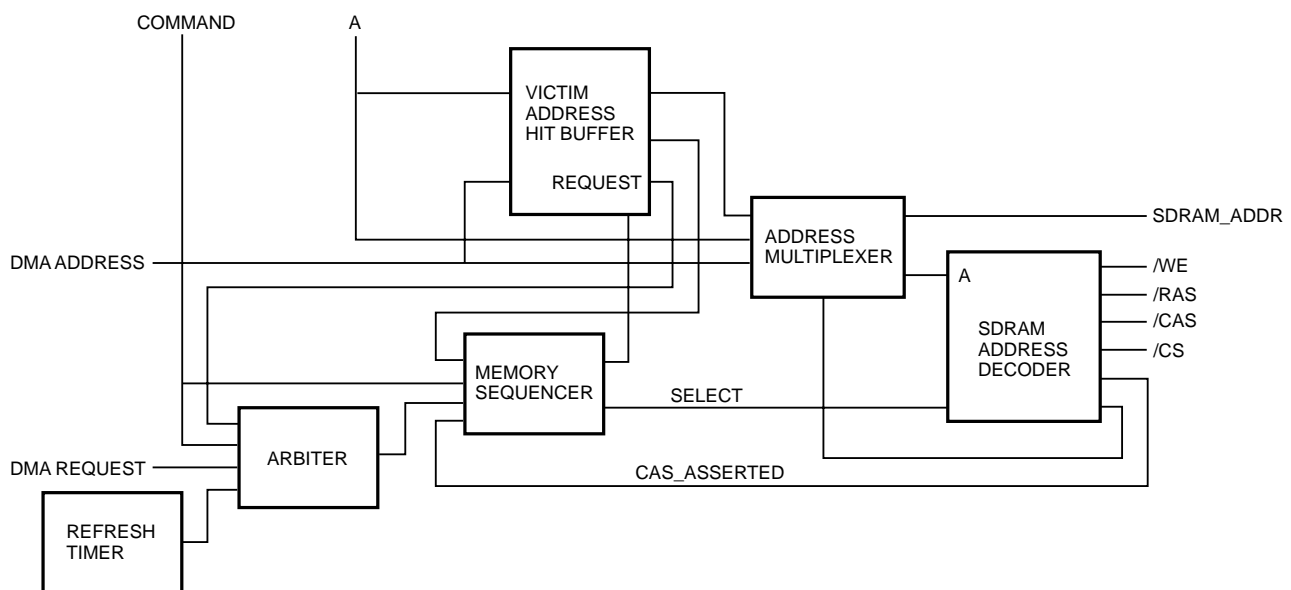 COMMAND
A
VICTIM
ADDRESS
HIT BUFFER
REQUEST
SDRAM_ADDR
ADDRESS
MULTIPLEXER
DMA ADDRESS
A
/WE
/RAS
/CAS
/CS
SDRAM
ADDRESS
DECODER
MEMORY
SEQUENCER
SELECT
ARBITER
DMA REQUEST
CAS_ASSERTED
REFRESH
TIMER